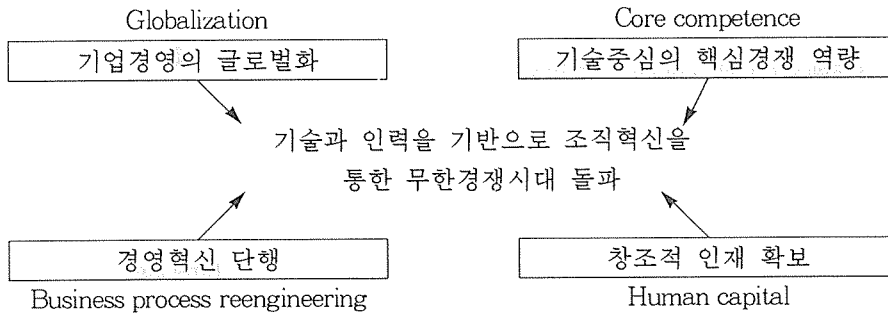 Globalization
Core competence
기업경영의 글로벌화
기술중심의 핵심경쟁 역량
기술과 인력을 기반으로 조직혁신을
통한 무한경쟁시대 돌파
경영혁신 단행
창조적 인재 확보
Business process reengineering
Human capital